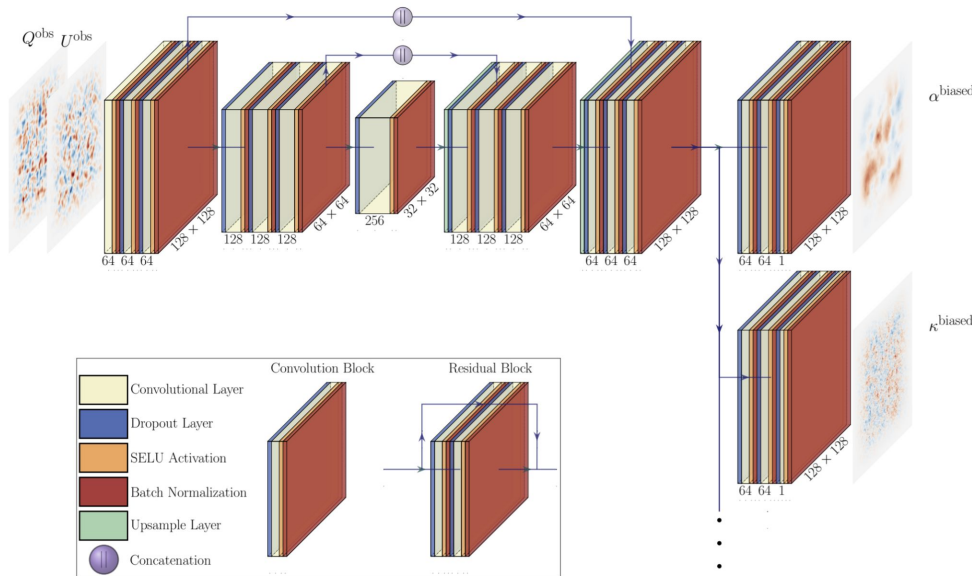 Q^obs U^obs
64 64 64
128 × 128
128 128 128
64 × 64
256
32 × 32
128 128 128
64 × 64
64 64 64
128 × 128
64 64 1
128 × 128
α^biased
64 64 1
128 × 128
κ^biased
Convolutional Layer
Dropout Layer
SELU Activation
Batch Normalization
Upsample Layer
|| Concatenation
Convolution Block
Residual Block
||
||